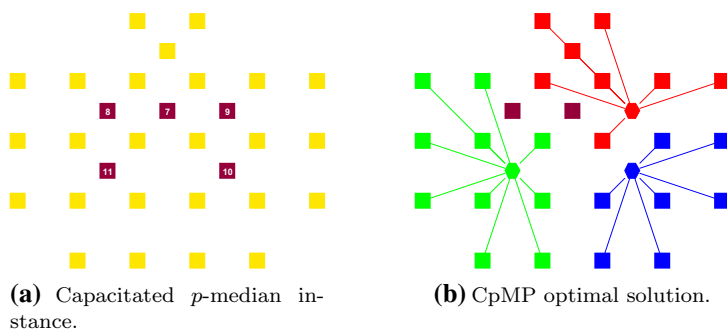 8 7 9
11 10
(a) Capacitated p-median in-
stance.
(b) CpMP optimal solution.